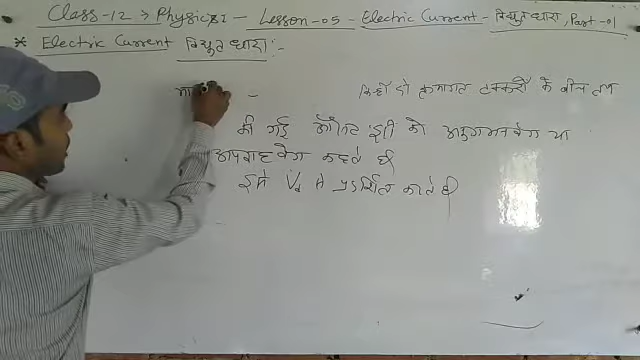 Class-12 → Physics - Lesson-05 - Electric Current - विद्युत धारा, Part-01
* Electric Current विद्युत धारा :-
किन्हीं दो क्रमागत टक्करों के बीच तय
की गई औसत दूरी को अनुगमन वेग या
अपवाह वेग कहते हैं
इसे Vd से प्रदर्शित करते हैं